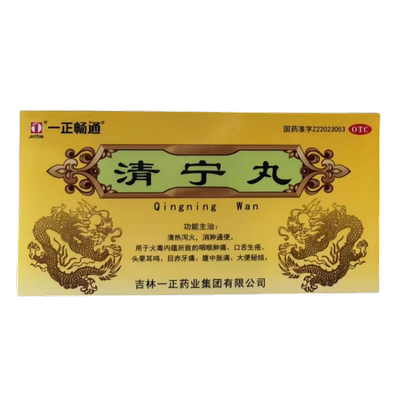 一正畅通®
国药准字Z22023053 OTC
清宁丸
Qingning Wan
功能主治：
清热泻火，消肿通便。
用于火毒内蕴所致的咽喉肿痛、口舌生疮、
头晕耳鸣、目赤牙痛、腹中胀满、大便秘结。
吉林一正药业集团有限公司